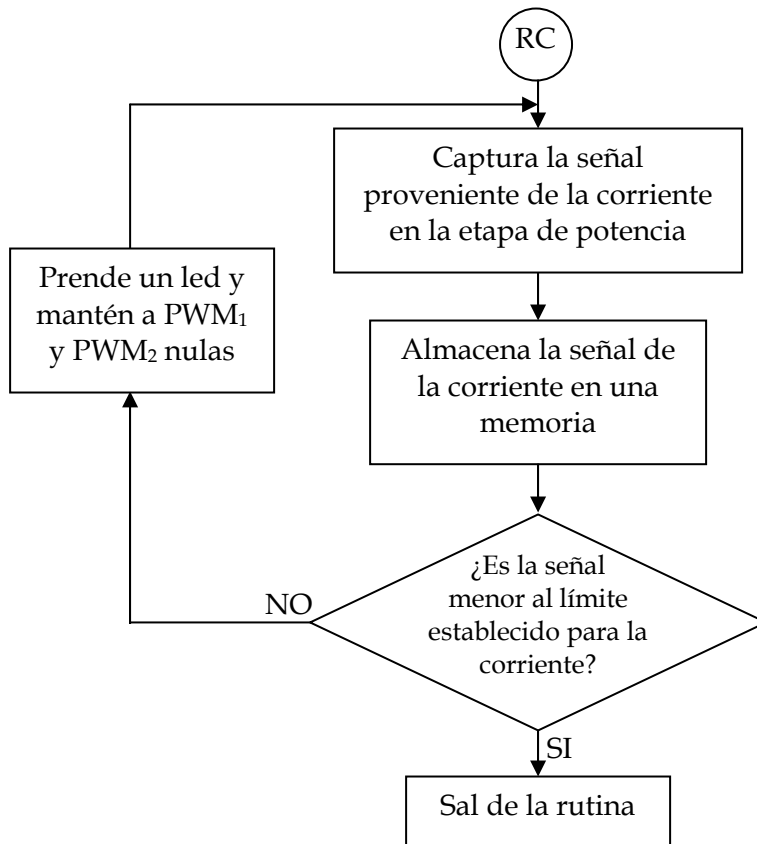 RC
Captura la señal
proveniente de la corriente
en la etapa de potencia
Prende un led y
mantén a PWM₁
y PWM₂ nulas
Almacena la señal de
la corriente en una
memoria
¿Es la señal
menor al límite
establecido para la
corriente?
NO
SI
Sal de la rutina